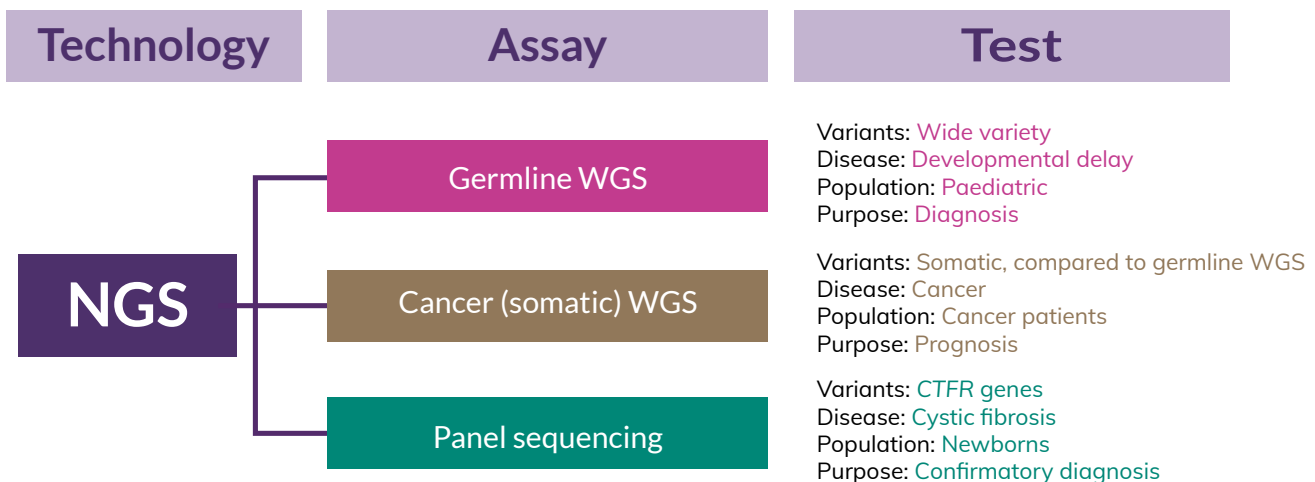 Technology
Assay
Test
NGS
Germline WGS
Variants: Wide variety
Disease: Developmental delay
Population: Paediatric
Purpose: Diagnosis
Cancer (somatic) WGS
Variants: Somatic, compared to germline WGS
Disease: Cancer
Population: Cancer patients
Purpose: Prognosis
Panel sequencing
Variants: CTFR genes
Disease: Cystic fibrosis
Population: Newborns
Purpose: Confirmatory diagnosis